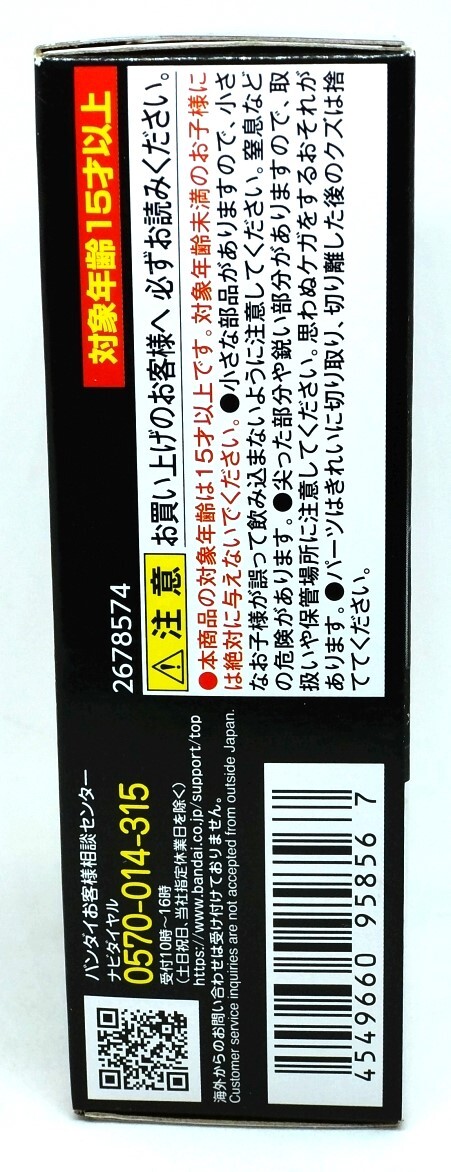 対象年齢15才以上
2678574
注意 お買い上げのお客様へ 必ずお読みください。
●本商品の対象年齢は15才以上です。対象年齢未満のお子様に
は絶対に与えないでください。●小さな部品がありますので、小さ
なお子様が誤って飲み込まないように注意してください。窒息など
の危険があります。●尖った部分や鋭い部分がありますので、取
扱いや保管場所に注意してください。思わぬケガをするおそれが
あります。●パーツはきれいに切り取り、切り離した後のクズは捨
ててください。
バンダイお客様相談センター
ナビダイヤル
0570-014-315
受付10時〜16時
(土日祝日、当社指定休業日を除く)
https://www.bandai.co.jp/support/top
海外からのお問い合わせは受け付けておりません。
Customer service inquiries are not accepted from outside Japan.
4549660 95856 7